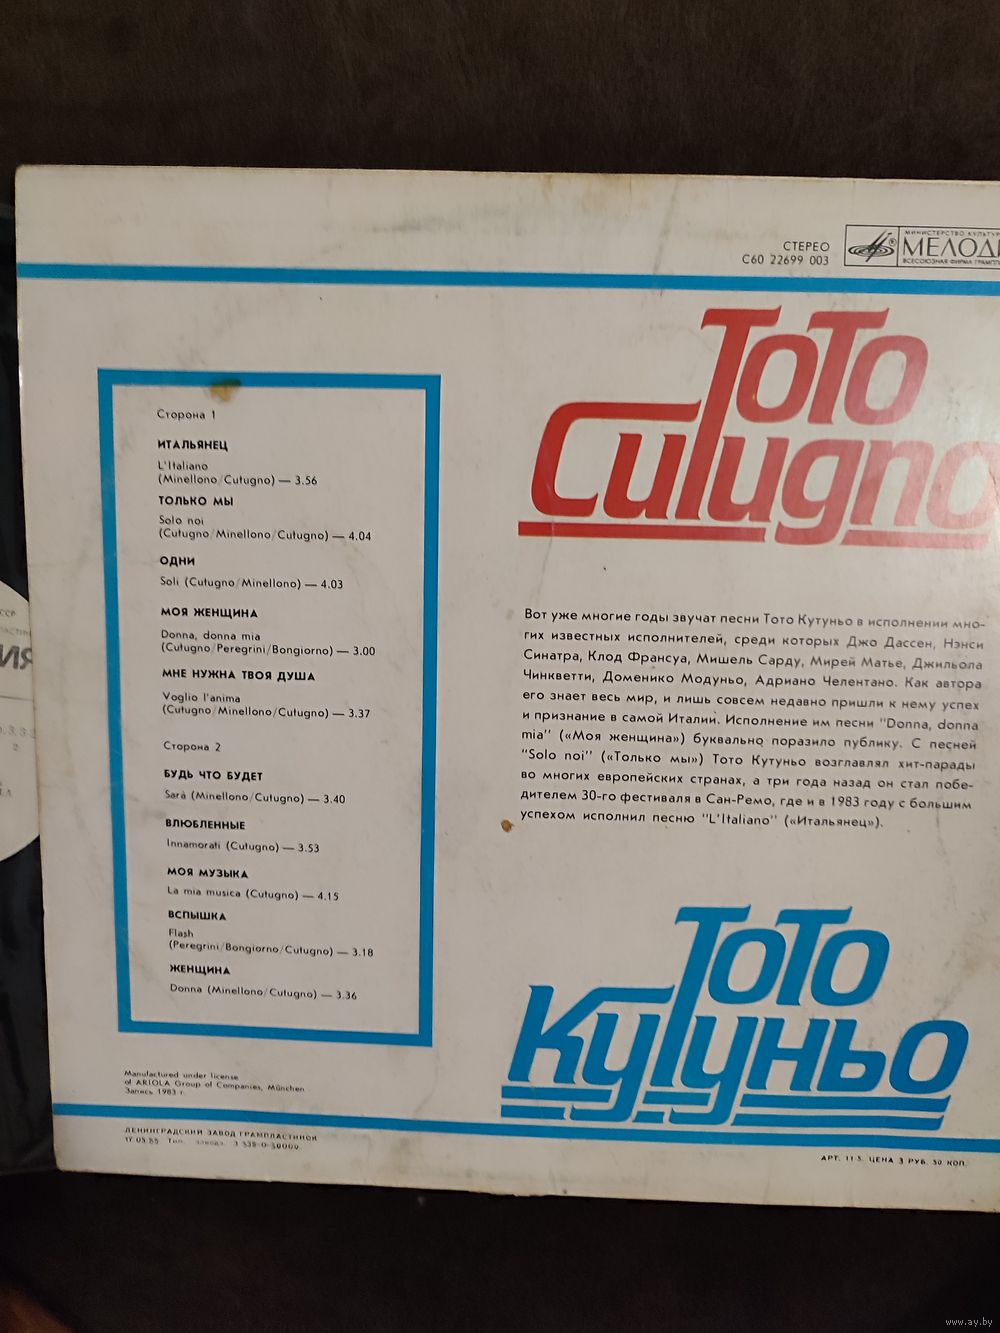 СТЕРЕО
С60 22699 003
МИНИСТЕРСТВО КУЛЬТУР
МЕЛОДИ
ВСЕСОЮЗНАЯ ФИРМА ГРАМПЛ
Toto
Cutugno
Сторона 1
ИТАЛЬЯНЕЦ
L'Italiano
(Minellono/Cutugno) — 3.56
ТОЛЬКО МЫ
Solo noi
(Cutugno/Minellono/Cutugno) — 4.04
ОДНИ
Soli (Cutugno/Minellono) — 4.03
МОЯ ЖЕНЩИНА
Donna, donna mia
(Cutugno/Peregrini/Bongiorno) — 3.00
МНЕ НУЖНА ТВОЯ ДУША
Voglio l'anima
(Cutugno/Minellono/Cutugno) — 3.37
Сторона 2
БУДЬ ЧТО БУДЕТ
Sarà (Minellono/Cutugno) — 3.40
ВЛЮБЛЕННЫЕ
Innamorati (Cutugno) — 3.53
МОЯ МУЗЫКА
La mia musica (Cutugno) — 4.15
ВСПЫШКА
Flash
(Peregrini/Bongiorno/Cutugno) — 3.18
ЖЕНЩИНА
Donna (Minellono/Cutugno) — 3.36
Вот уже многие годы звучат песни Тото Кутуньо в исполнении мно-
гих известных исполнителей, среди которых Джо Дассен, Нэнси
Синатра, Клод Франсуа, Мишель Сарду, Мирей Матье, Джильола
Чинкветти, Доменико Модуньо, Адриано Челентано. Как автора
его знает весь мир, и лишь совсем недавно пришли к нему успех
и признание в самой Италии. Исполнение им песни "Donna, donna
mia" («Моя женщина») буквально поразило публику. С песней
"Solo noi" («Только мы») Тото Кутуньо возглавлял хит-парады
во многих европейских странах, а три года назад он стал побе-
дителем 30-го фестиваля в Сан-Ремо, где и в 1983 году с большим
успехом исполнил песню "L'Italiano" («Итальянец»).
Тото
Кутуньо
Manufactured under license
of ARIOLA Group of Companies, München
Запись 1983 г.
ЛЕНИНГРАДСКИЙ ЗАВОД ГРАМПЛАСТИНОК
АРТ. 11-5. ЦЕНА 3 РУБ. 50 КОП.
www.ay.by